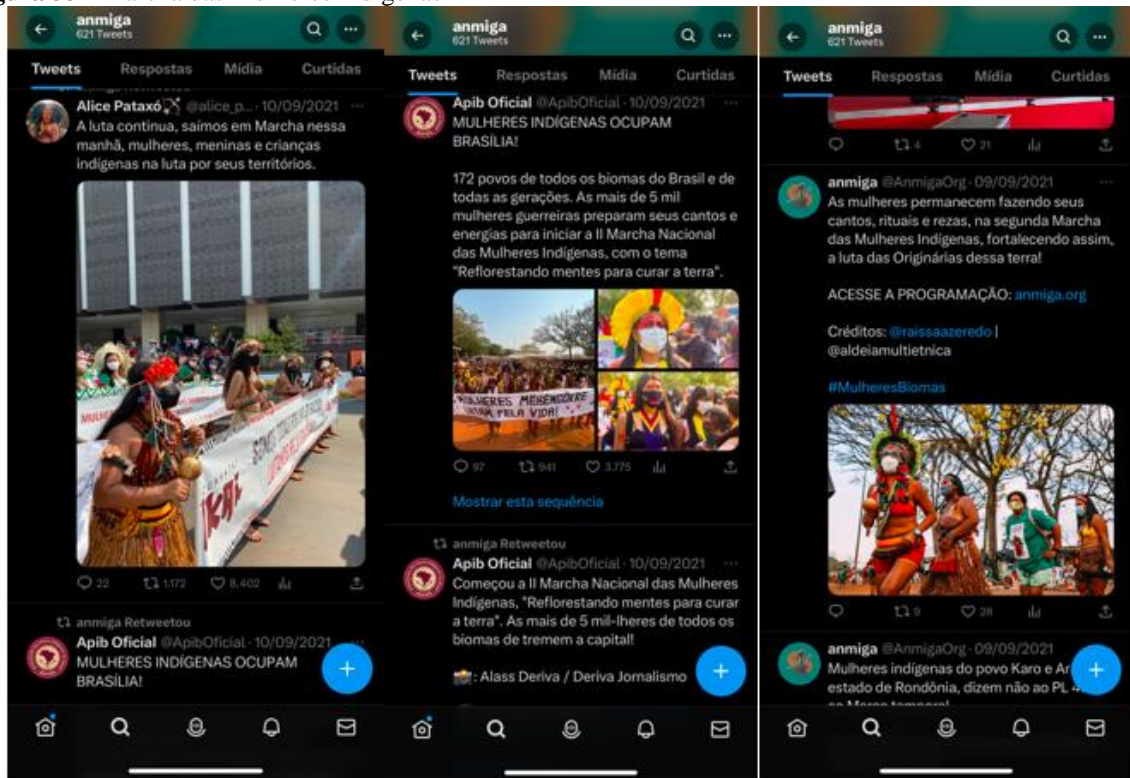 anmiga
621 Tweets
Tweets Respostas Mídia Curtidas
Alice Pataxó @alice_p... · 10/09/2021
A luta continua, saímos em Marcha nessa
manhã, mulheres, meninas e crianças
indígenas na luta por seus territórios.
22 1.172 8.402
anmiga Retweetou
Apib Oficial @ApibOficial · 10/09/2021
MULHERES INDÍGENAS OCUPAM
BRASÍLIA!
anmiga
621 Tweets
Tweets Respostas Mídia Curtidas
Apib Oficial @ApibOficial · 10/09/2021
MULHERES INDÍGENAS OCUPAM
BRASÍLIA!
172 povos de todos os biomas do Brasil e de
todas as gerações. As mais de 5 mil
mulheres guerreiras preparam seus cantos e
energias para iniciar a II Marcha Nacional
das Mulheres Indígenas, com o tema
"Reflorestando mentes para curar a terra".
MULHERES MEBENGÔKRE
LUTAM PELA VIDA!
97 941 3.775
Mostrar esta sequência
anmiga Retweetou
Apib Oficial @ApibOficial · 10/09/2021
Começou a II Marcha Nacional das Mulheres
Indígenas, "Reflorestando mentes para curar
a terra". As mais de 5 mil-lheres de todos os
biomas de tremem a capital!
: Alass Deriva / Deriva Jornalismo
anmiga
621 Tweets
Tweets Respostas Mídia Curtidas
4 21
anmiga @AnmigaOrg · 09/09/2021
As mulheres permanecem fazendo seus
cantos, rituais e rezas, na segunda Marcha
das Mulheres Indígenas, fortalecendo assim,
a luta das Originárias dessa terra!
ACESSE A PROGRAMAÇÃO: anmiga.org
Créditos: @raissaazeredo |
@aldeiamultietnica
#MulheresBiomas
9 28
anmiga @AnmigaOrg · 09/09/2021
Mulheres indígenas do povo Karo e Ar
estado de Rondônia, dizem não ao PL 4
ao Marco temporal